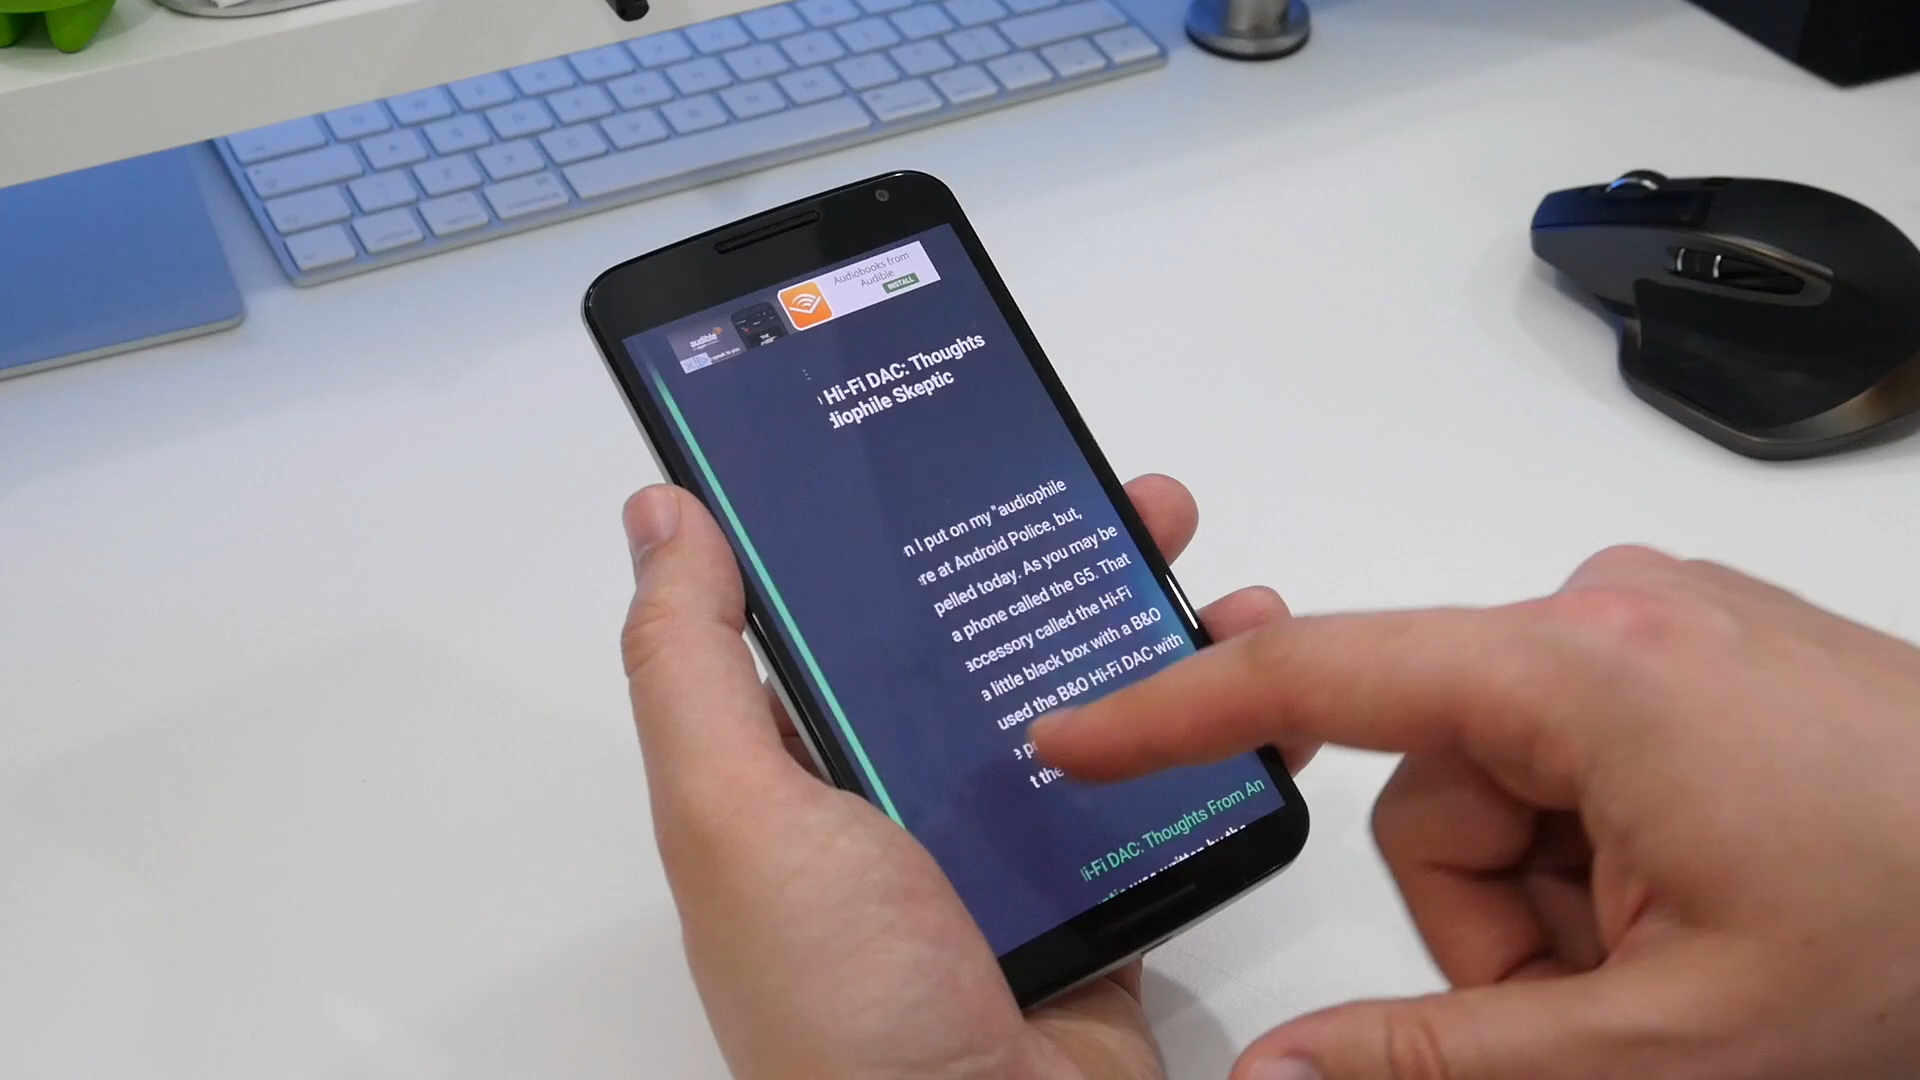 Audiobooks from
Audible
INSTALL
audible
Hi-Fi DAC: Thoughts
diophile Skeptic
n I put on my "audiophile
re at Android Police, but,
pelled today. As you may be
a phone called the G5. That
accessory called the Hi-Fi
a little black box with a B&O
used the B&O Hi-Fi DAC with
t the
i-Fi DAC: Thoughts From An